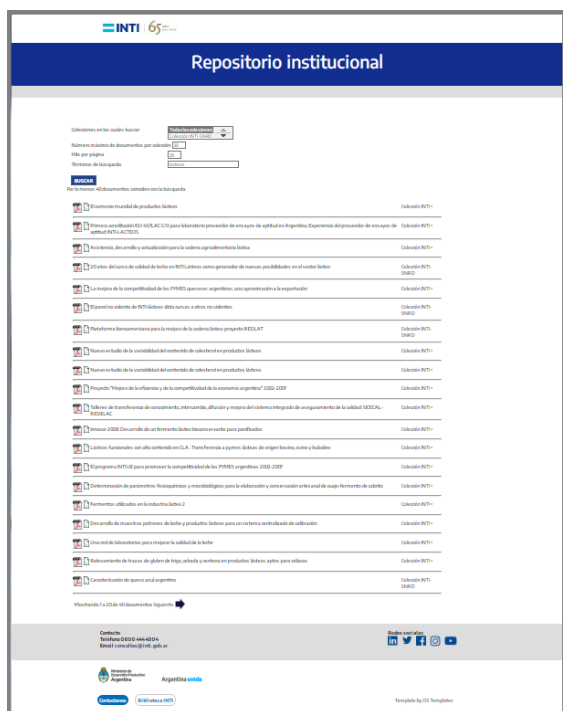 INTI 65
Repositorio institucional
Colecciones en las cuales buscar: Todas las colecciones
Colección INTI-SNRD
Número máximo de documentos por colección 20
Hits por página 20
Términos de búsqueda lácteos
BUSCAR
Por lo menos 40 documentos coinciden con la búsqueda.
El comercio mundial de productos lácteos Colección INTI -
Primera acreditación ISO 43/ILAC G13 para laboratorio proveedor de ensayos de aptitud en Argentina, Experiencia del proveedor de ensayos de Colección INTI -
aptitud INTI-LACTEOS
Asistencia, desarrollo y actualización para la cadena agroalimentaria láctea Colección INTI -
20 años del curso de calidad de leche en INTI Lácteos como generador de nuevas posibilidades en el sector lácteo Colección INTI-
SNRD
La mejora de la competitividad de las PYMES queseras argentinas; una aproximación a la exportación Colección INTI -
El panel no vidente de INTI-lácteos dicta cursos a otros no videntes Colección INTI-
SNRD
Plataforma iberoamericana para la mejora de la cadena láctea: proyecto REDLAT Colección INTI-
SNRD
Nuevo estudio de la variabilidad del contenido de colesterol en productos lácteos Colección INTI -
Nuevo estudio de la variabilidad del contenido de colesterol en productos lácteos Colección INTI -
Proyecto "Mejora de la eficiencia y de la competitividad de la economía argentina" 2002-2007 Colección INTI -
Talleres de transferencia de conocimiento, intercambio, difusión y mejora del sistema integrado de aseguramiento de la calidad: SICECAL- Colección INTI -
REDELAC
Innovar 2008: Desarrollo de un fermento lácteo bioconservante para panificados Colección INTI -
Lácteos funcionales con alto contenido en CLA : Transferencia a pymes lácteas de origen bovino, ovino y bubalino Colección INTI -
El programa INTI-UE para promover la competitividad de las PYMES argentinas: 2002-2007 Colección INTI -
Determinación de parámetros fisicoquímicos y microbiológicos para la elaboración y conservación artesanal de cuajo-fermento de cabrito Colección INTI -
Fermentos utilizados en la industria láctea 2 Colección INTI -
Desarrollo de muestras patrones de leche y productos lácteos para un sistema centralizado de calibración Colección INTI -
Una red de laboratorios para mejorar la calidad de la leche Colección INTI -
Relevamiento de trazas de gluten de trigo, cebada y centeno en productos lácteos aptos para celíacos Colección INTI -
Caracterización de queso azul argentino Colección INTI-
SNRD
Mostrando 1 a 20 de 40 documentos Siguiente
Contacto Redes sociales
Teléfono 0800 444 4004
Email consultas@inti.gob.ar
Ministerio de
Desarrollo Productivo
Argentina Argentina unida
Contactanos Biblioteca INTI Template by OS Templates